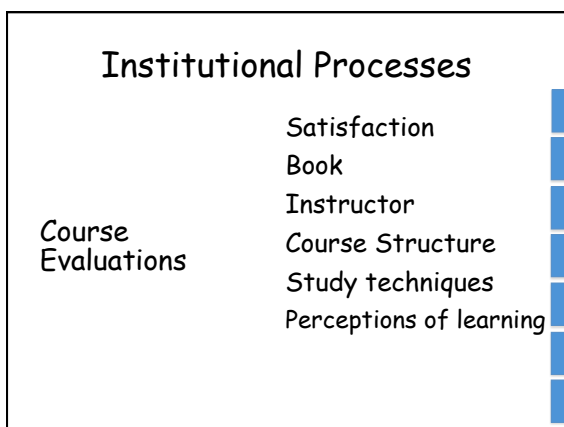 Institutional Processes
Satisfaction
Book
Instructor
Course
Evaluations
Course Structure
Study techniques
Perceptions of learning